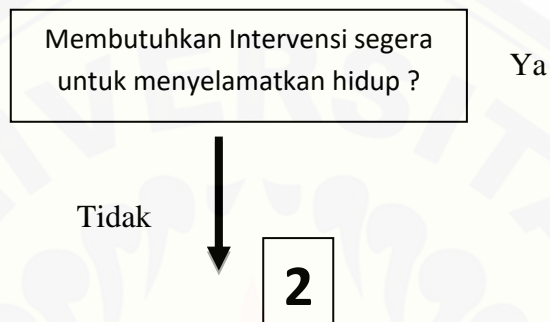 Membutuhkan Intervensi segera
untuk menyelamatkan hidup ?
Ya
Tidak
2